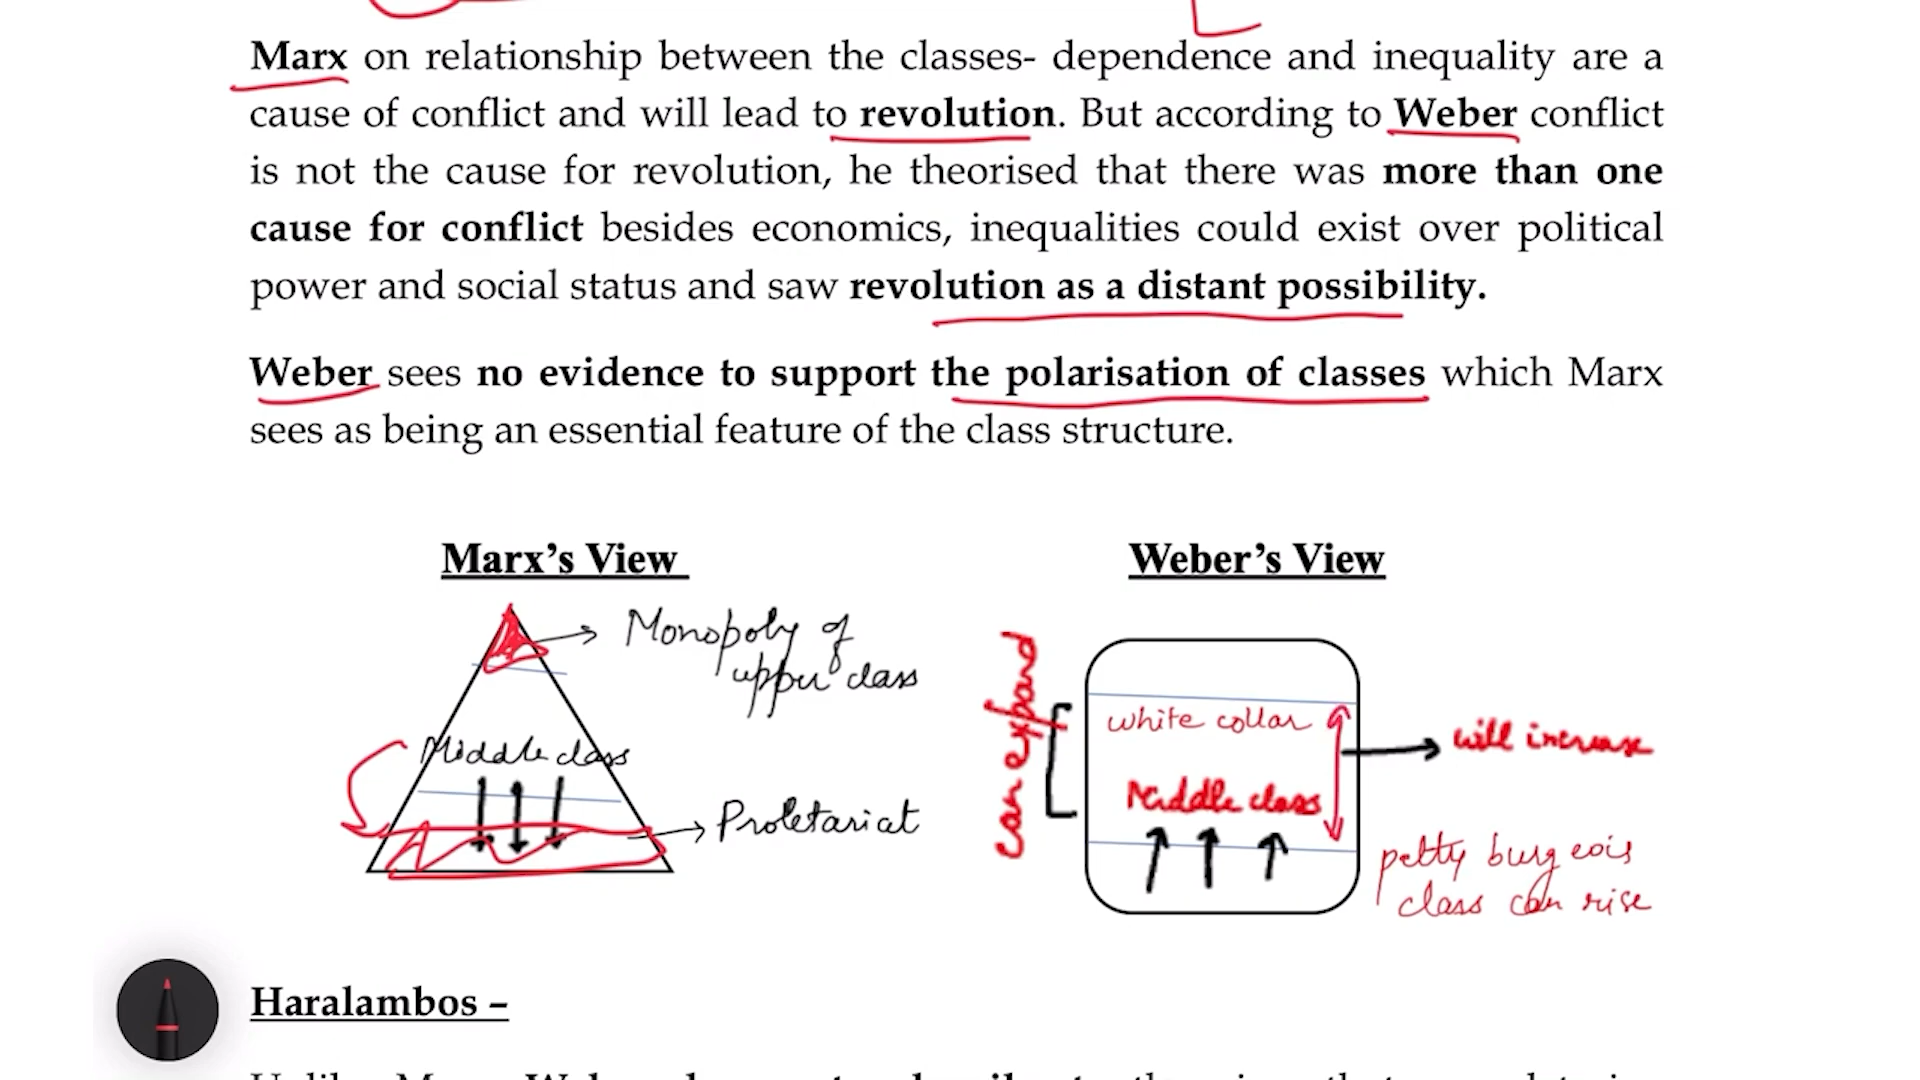 Marx on relationship between the classes- dependence and inequality are a
cause of conflict and will lead to revolution. But according to Weber conflict
is not the cause for revolution, he theorised that there was more than one
cause for conflict besides economics, inequalities could exist over political
power and social status and saw revolution as a distant possibility.
Weber sees no evidence to support the polarisation of classes which Marx
sees as being an essential feature of the class structure.
Marx's View
Monopoly of
upper class
Middle class
Proletariat
Weber's View
can expand
white collar
Middle class
will increase
petty burgeois
class can rise
Haralambos –